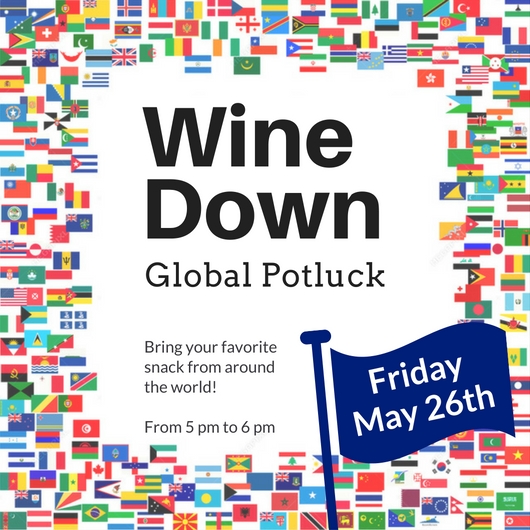 Wine
Down
Global Potluck
Bring your favorite
snack from around
the world!
From 5 pm to 6 pm
Friday
May 26th